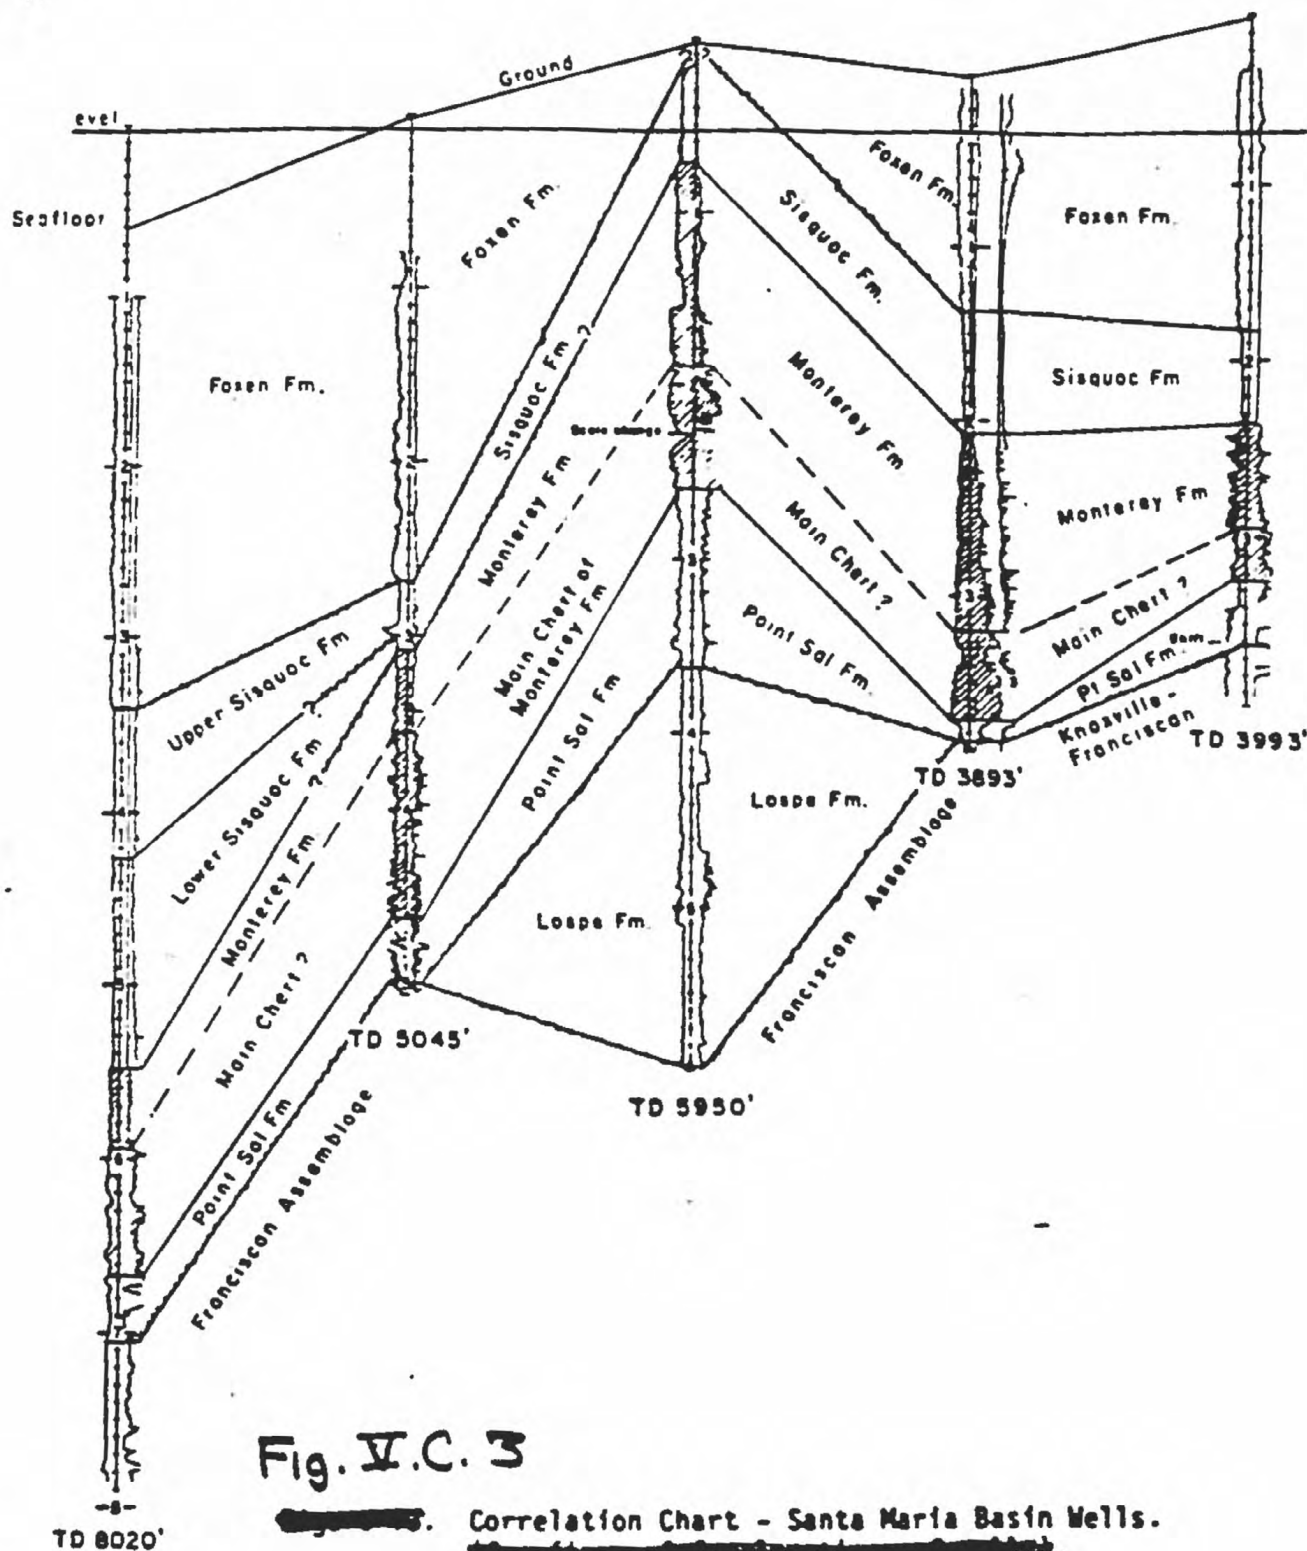 Ground
evel
Seafloor
Foxen Fm.
Foxen Fm.
Foxen Fm.
Foxen Fm.
Sisquoc Fm ?
Sisquoc Fm.
Sisquoc Fm
Monterey Fm
Monterey Fm
Monterey Fm
Scale change
Main Chert of
Monterey Fm
Main Chert ?
Main Chert ?
Upper Sisquoc Fm
?
Lower Sisquoc Fm
?
Monterey Fm
Main Chert ?
Point Sal Fm
Point Sal Fm
Point Sal Fm.
Pt Sal Fm.
Knoxville-
Franciscan
Lospe Fm.
Lospe Fm.
Franciscan Assemblage
Franciscan Assemblage
TD 3993'
TD 3893'
TD 5045'
TD 5950'
TD 8020'
Fig. V.C. 3
Correlation Chart - Santa Maria Basin Wells.